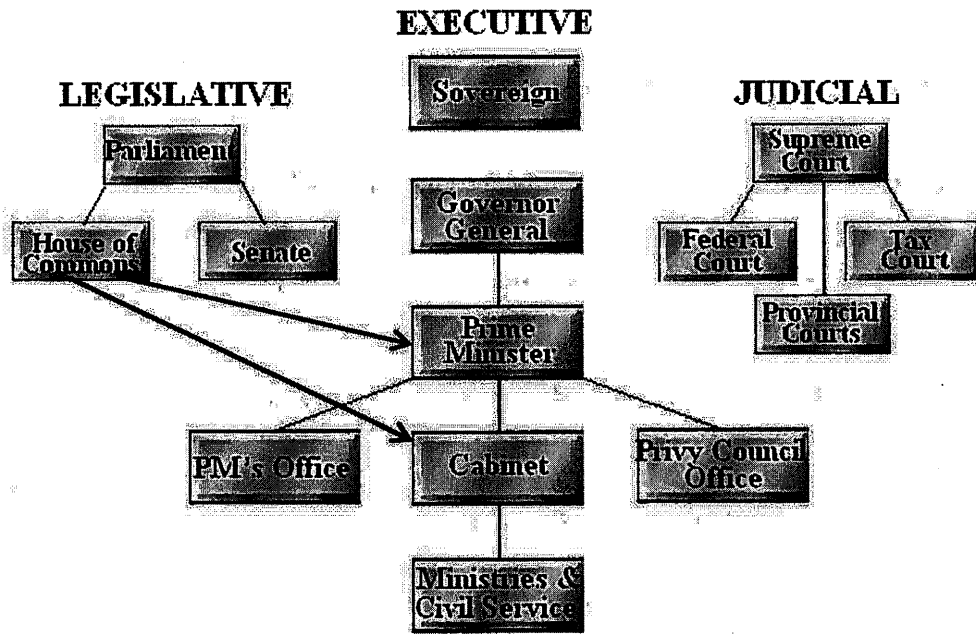 EXECUTIVE
Sovereign
LEGISLATIVE
Parliament
House of
Commons
Senate
Governor
General
Prime
Minister
PM's Office
Cabinet
Privy Council
Office
Ministries &
Civil Service
JUDICIAL
Supreme
Court
Federal
Court
Tax
Court
Provincial
Courts